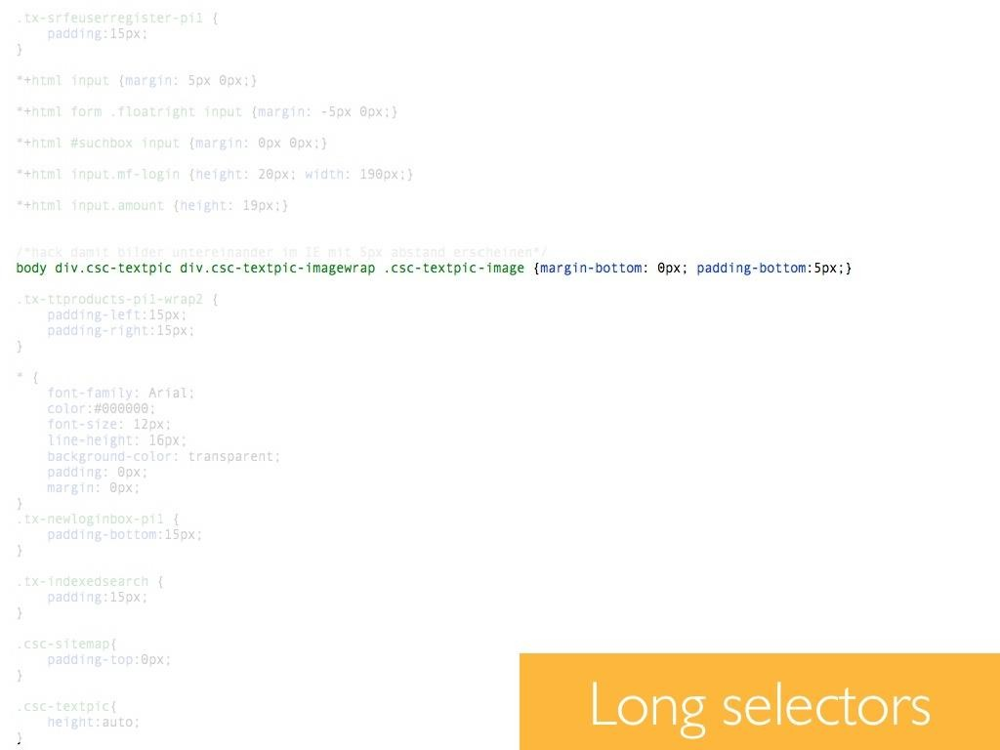 .tx-srfeuserregister-pi1 {
    padding:15px;
}
*+html input {margin: 5px 0px;}
*+html form .floatright input {margin: -5px 0px;}
*+html #suchbox input {margin: 0px 0px;}
*+html input.mf-login {height: 20px; width: 190px;}
*+html input.amount {height: 19px;}
/*hack damit bilder untereinander im IE mit 5px abstand erscheinen*/
body div.csc-textpic div.csc-textpic-imagewrap .csc-textpic-image {margin-bottom: 0px; padding-bottom:5px;}
.tx-ttproducts-pi1-wrap2 {
    padding-left:15px;
    padding-right:15px;
}
* {
    font-family: Arial;
    color:#000000;
    font-size: 12px;
    line-height: 16px;
    background-color: transparent;
    padding: 0px;
    margin: 0px;
}
.tx-newloginbox-pi1 {
    padding-bottom:15px;
}
.tx-indexedsearch {
    padding:15px;
}
.csc-sitemap{
    padding-top:0px;
}
.csc-textpic{
    height:auto;
}
Long selectors